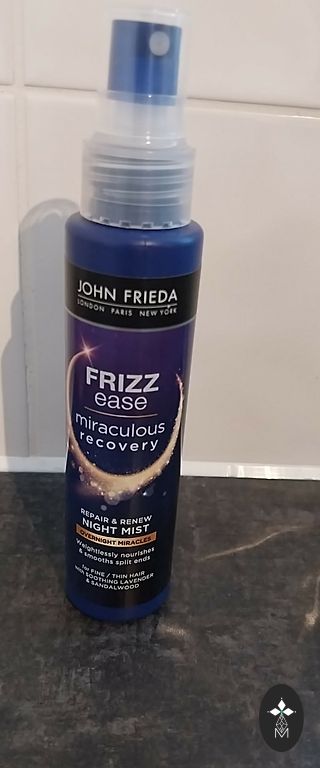 JOHN FRIEDA
LONDON PARIS NEW YORK
FRIZZ
ease
miraculous
recovery
REPAIR & RENEW
NIGHT MIST
OVERNIGHT MIRACLES
Weightlessly nourishes
& smooths split ends
for FINE / THIN HAIR
with SOOTHING LAVENDER
& SANDALWOOD
M